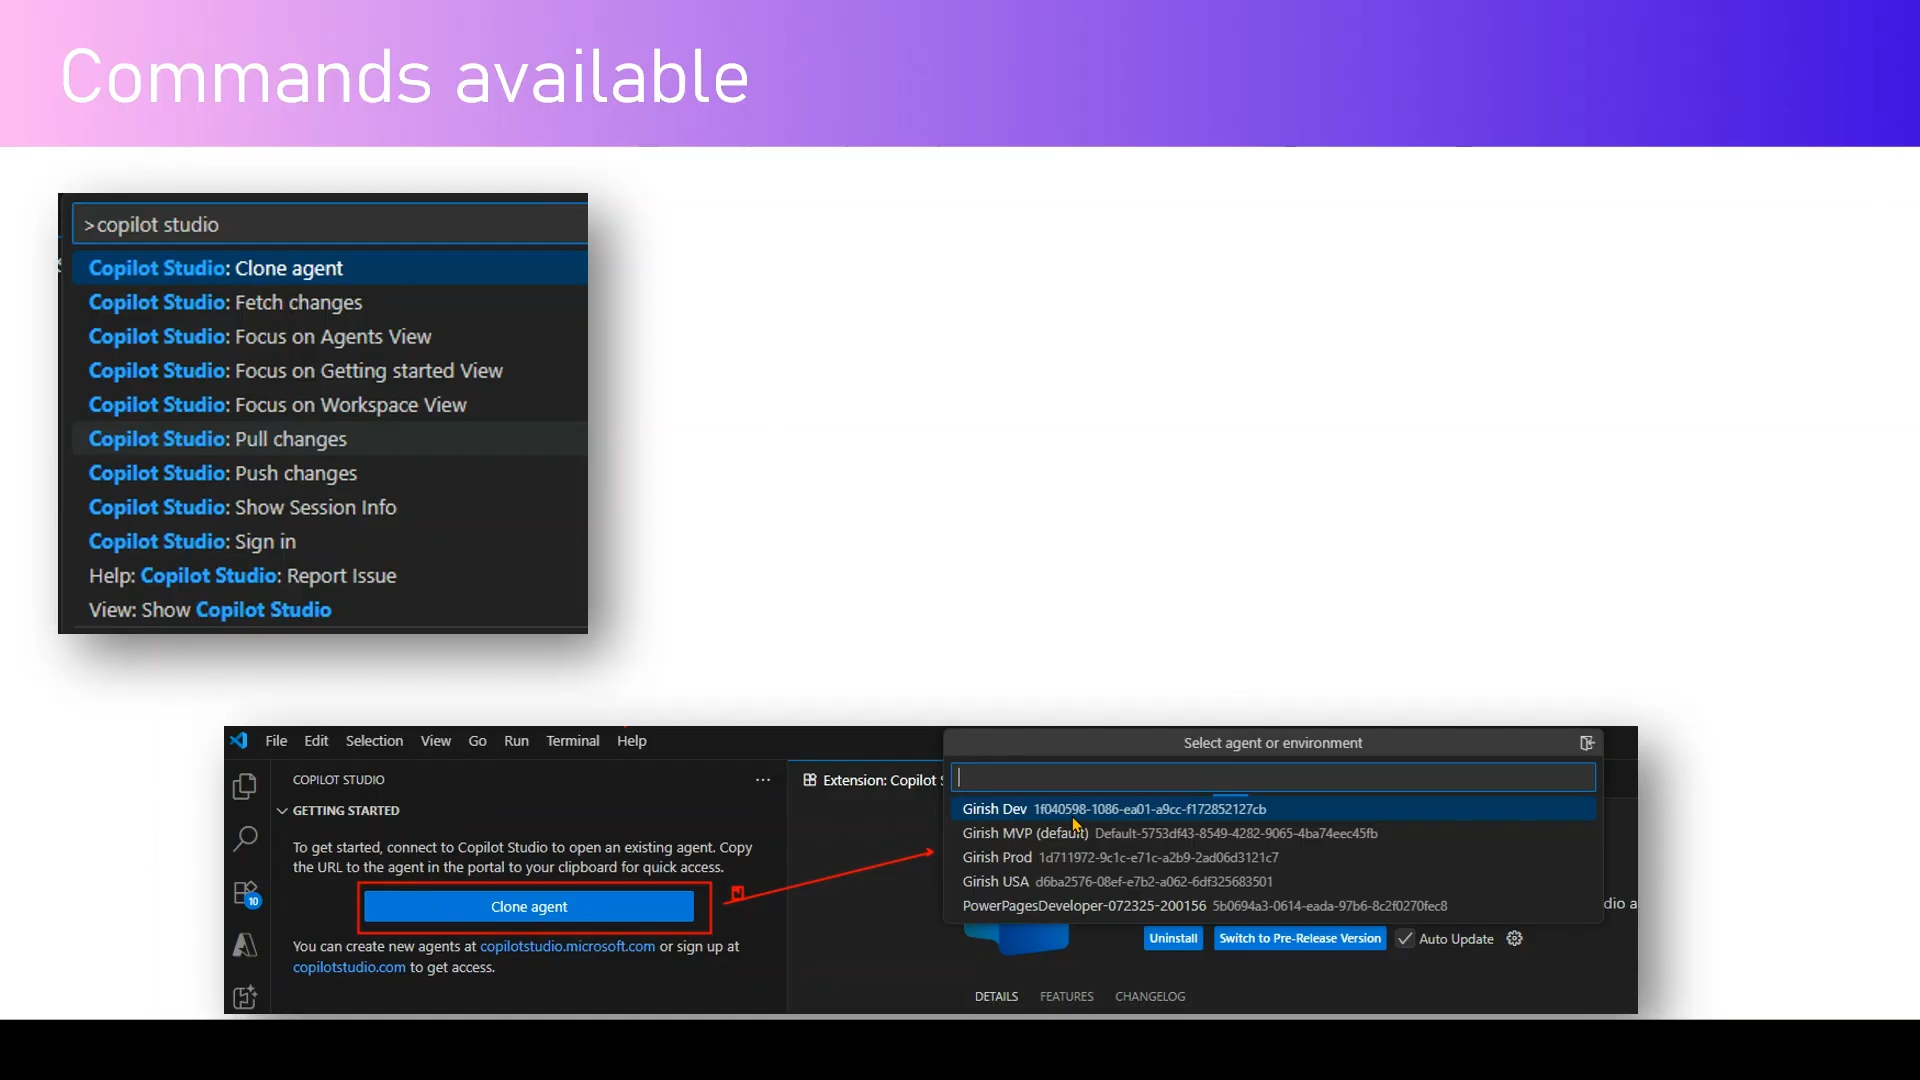 Commands available
>copilot studio
Copilot Studio: Clone agent
Copilot Studio: Fetch changes
Copilot Studio: Focus on Agents View
Copilot Studio: Focus on Getting started View
Copilot Studio: Focus on Workspace View
Copilot Studio: Pull changes
Copilot Studio: Push changes
Copilot Studio: Show Session Info
Copilot Studio: Sign in
Help: Copilot Studio: Report Issue
View: Show Copilot Studio
File Edit Selection View Go Run Terminal Help
COPILOT STUDIO
GETTING STARTED
To get started, connect to Copilot Studio to open an existing agent. Copy
the URL to the agent in the portal to your clipboard for quick access.
Clone agent
You can create new agents at copilotstudio.microsoft.com or sign up at
copilotstudio.com to get access.
10
Extension: Copilot S
Select agent or environment
Girish Dev 1f040598-1086-ea01-a9cc-f172852127cb
Girish MVP (default) Default-5753df43-8549-4282-9065-4ba74eec45fb
Girish Prod 1d711972-9c1c-e71c-a2b9-2ad06d3121c7
Girish USA d6ba2576-08ef-e7b2-a062-6df325683501
PowerPagesDeveloper-072325-200156 5b0694a3-0614-eada-97b6-8c2f0270fec8
dio a
Uninstall Switch to Pre-Release Version Auto Update
DETAILS FEATURES CHANGELOG